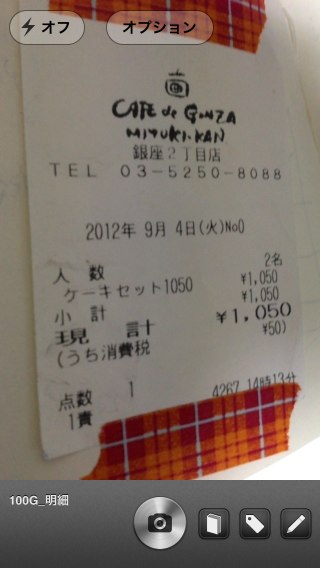 オフ
オプション
CAFE de GINZA
MIYUKI-KAN
銀座2丁目店
TEL 03-5250-8088
2012年 9月 4日(火)No0
人 数 2名
ケーキセット1050 ¥1,050
小 計 ¥1,050
現 計 ¥1,050
(うち消費税 ¥50)
点数 1 4267 14時13分
1責
100G_明細